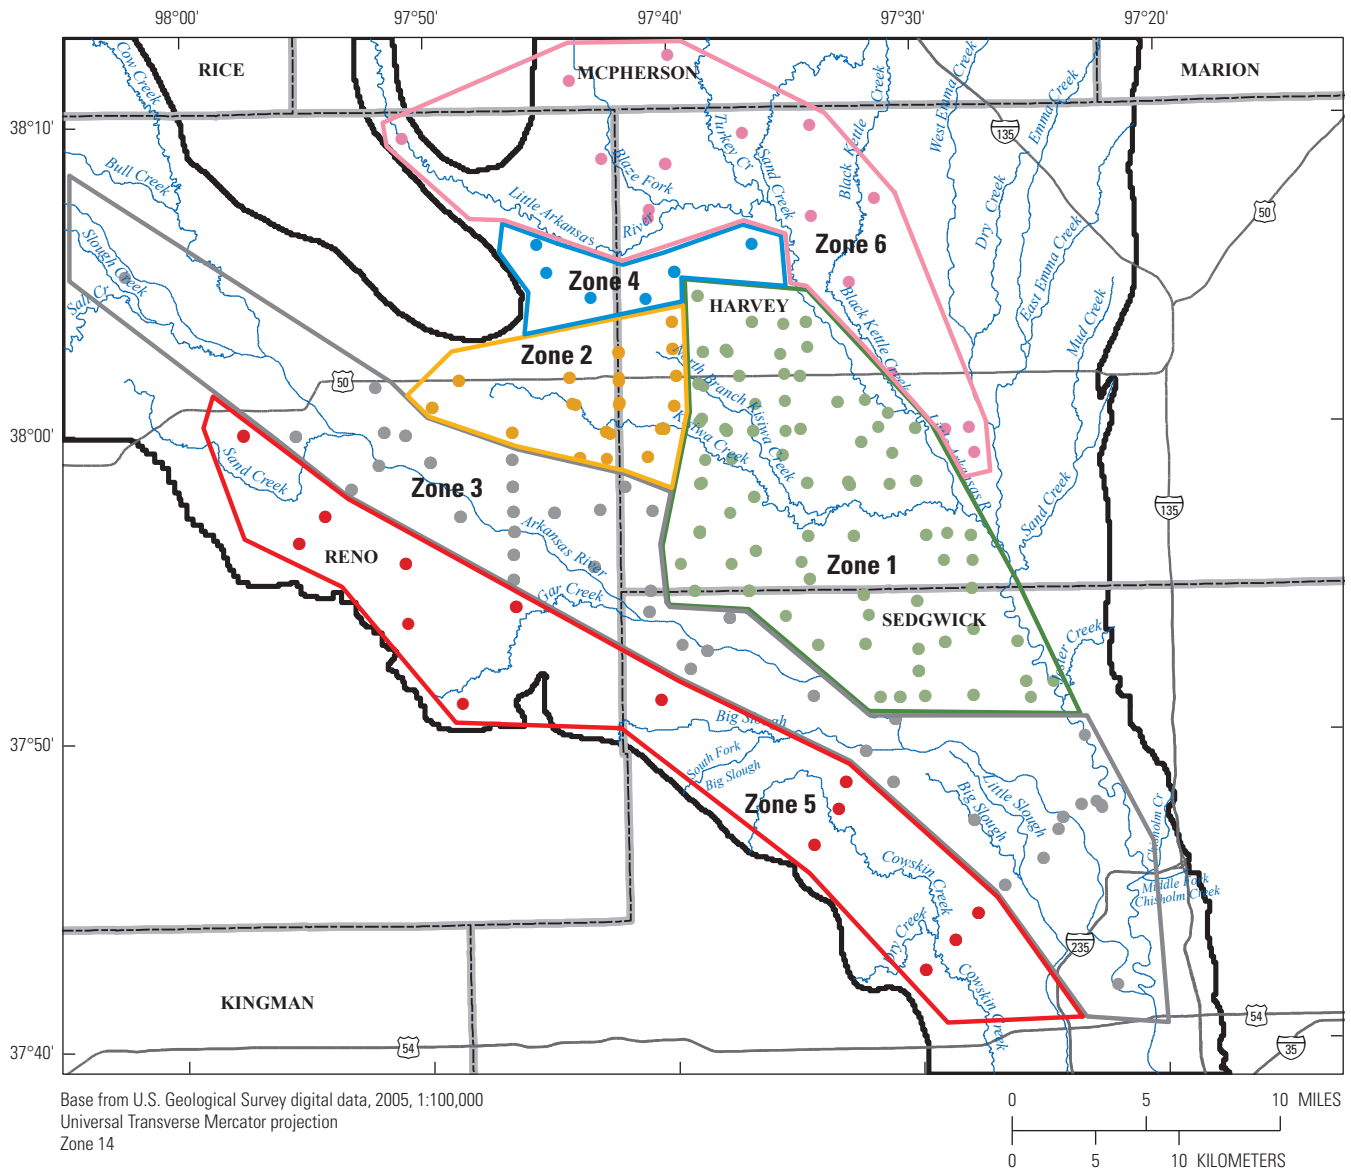 98°00'
97°50'
97°40'
97°30'
97°20'
RICE
MCPHERSON
MARION
Cow Creek
Creek
West Emma Creek
Emma Creek
38°10'
135
Turkey Cr
Sand Creek
Black Kettle
Blaze Fork
Bull Creek
Little Arkansas
River
Dry Creek
50
Slough Creek
Zone 6
East Emma Creek
Zone 4
Salt Cr
HARVEY
Black Kettle Creek
Mud Creek
Zone 2
North Branch Kisiwa Creek
50
Kisiwa Creek
38°00'
Little Arkansas R
Sand Creek
Zone 3
Sand Creek
135
Arkansas River
RENO
Zone 1
Gar Creek
SEDGWICK
Big Slough
37°50'
South Fork
Big Slough
Little Slough
Big Slough
Zone 5
Chisholm Cr
Cowskin Creek
Middle Fork
Chisholm Creek
Dry Creek
235
Cowskin Creek
KINGMAN
54
54
35
37°40'
Base from U.S. Geological Survey digital data, 2005, 1:100,000
Universal Transverse Mercator projection
Zone 14
0 5 10 MILES
0 5 10 KILOMETERS